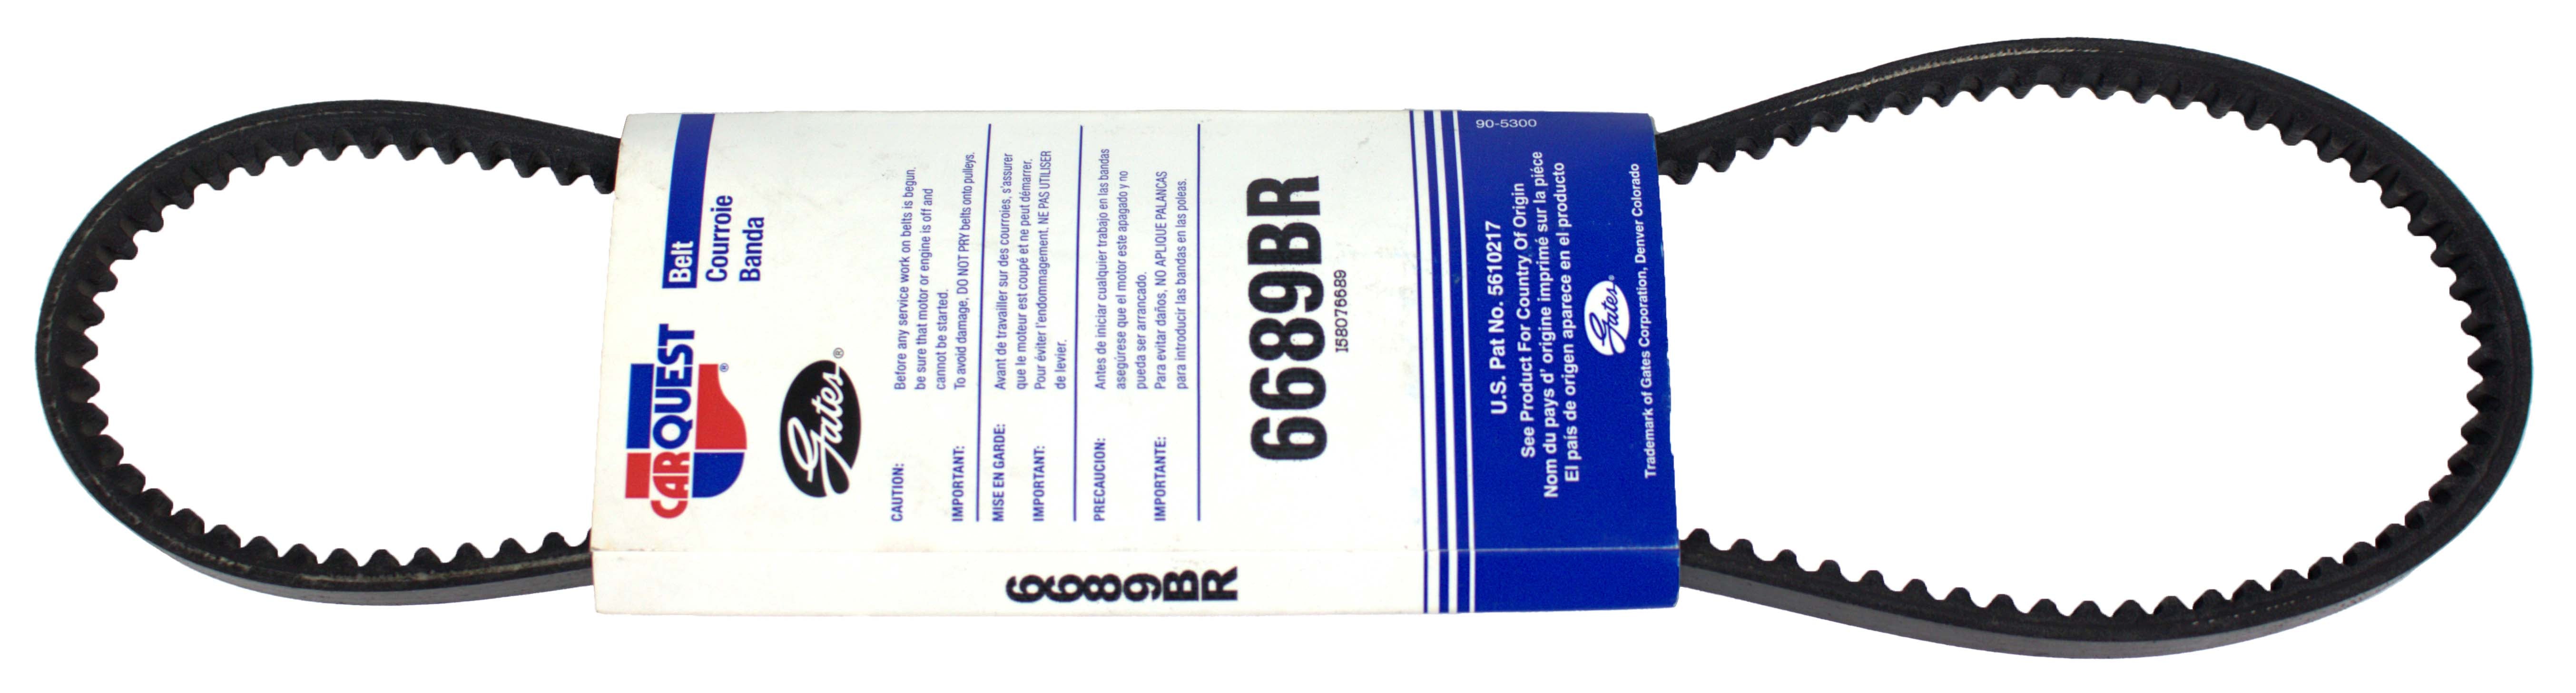 CARQUEST®
Belt
Courroie
Banda
Gates®
CAUTION: Before any service work on belts is begun,
be sure that motor or engine is off and
cannot be started.
IMPORTANT: To avoid damage, DO NOT PRY belts onto pulleys.
MISE EN GARDE: Avant de travailler sur des courroies, s'assurer
que le moteur est coupé et ne peut démarrer.
IMPORTANT: Pour éviter l'endommagement, NE PAS UTILISER
de levier.
PRECAUCION: Antes de iniciar cualquier trabajo en las bandas
asegúrese que el motor este apagado y no
pueda ser arrancado.
IMPORTANTE: Para evitar daños, NO APLIQUE PALANCAS
para introducir las bandas en las poleas.
6689BR
158076689
90-5300
U.S. Pat No. 5610217
See Product For Country Of Origin
Nom du pays d' origine imprimé sur la piéce
El país de origen aparece en el producto
Gates®
Trademark of Gates Corporation, Denver Colorado
6689BR